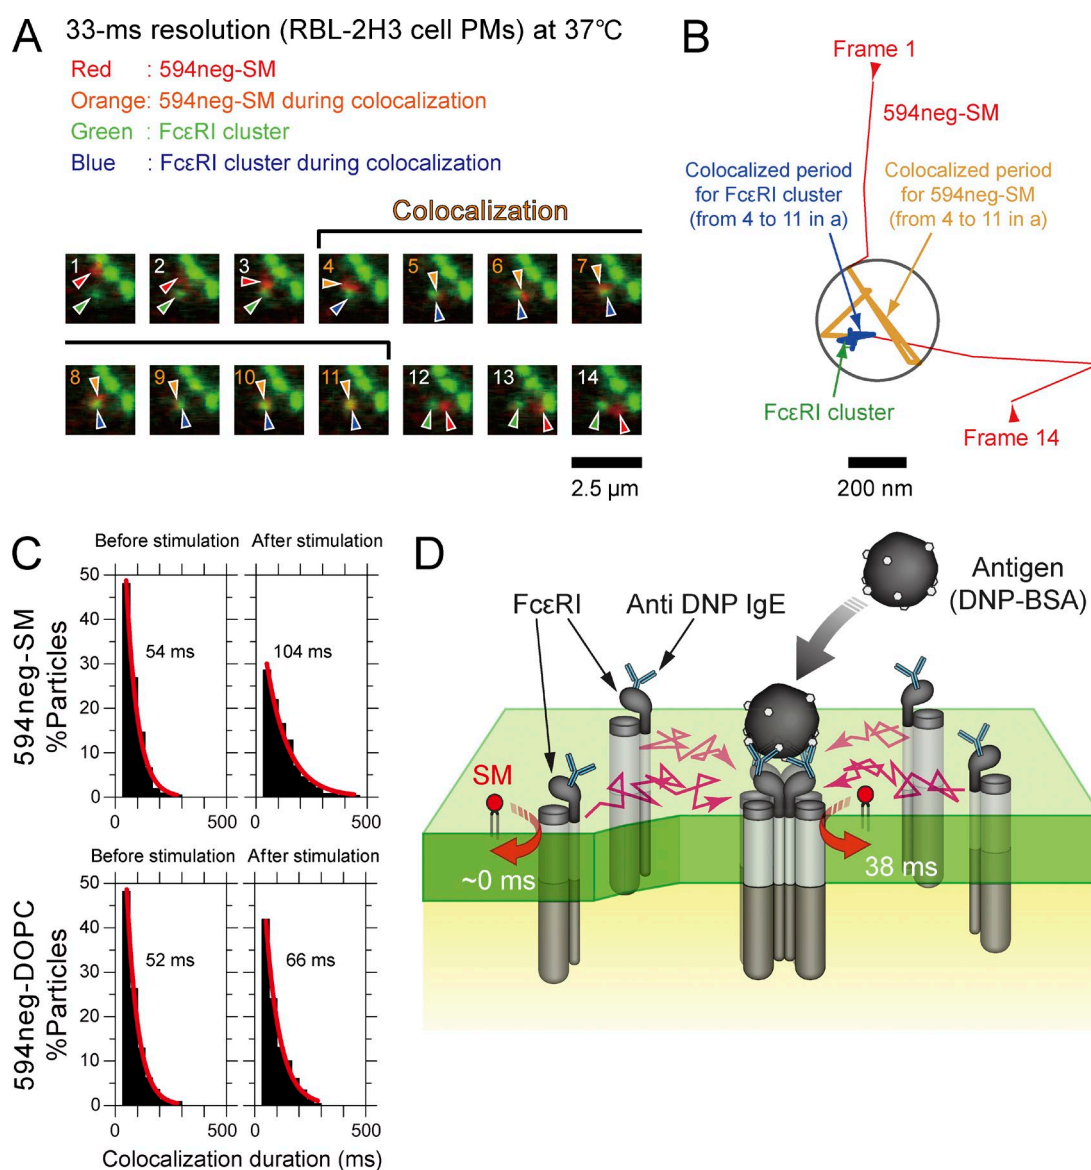 A
33-ms resolution (RBL-2H3 cell PMs) at 37℃
Red : 594neg-SM
Orange: 594neg-SM during colocalization
Green : FcεRI cluster
Blue : FcεRI cluster during colocalization
Colocalization
1 2 3 4 5 6 7
8 9 10 11 12 13 14
2.5 μm
B
Frame 1
594neg-SM
Colocalized period
for FcεRI cluster
(from 4 to 11 in a)
Colocalized period
for 594neg-SM
(from 4 to 11 in a)
FcεRI cluster
Frame 14
200 nm
C
Before stimulation After stimulation
594neg-SM
%Particles
50
40
30
20
10
0
54 ms 104 ms
0 500 0 500
Before stimulation After stimulation
594neg-DOPC
%Particles
50
40
30
20
10
0
52 ms 66 ms
0 500 0 500
Colocalization duration (ms)
D
FcεRI
Anti DNP IgE
Antigen
(DNP-BSA)
SM
~0 ms
38 ms